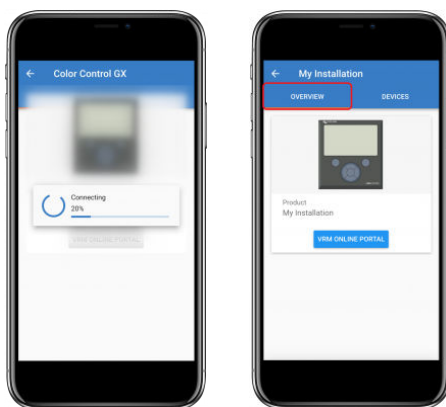 Color Control GX
Connecting
28%
VRM ONLINE PORTAL
My Installation
OVERVIEW
DEVICES
Product
My Installation
VRM ONLINE PORTAL